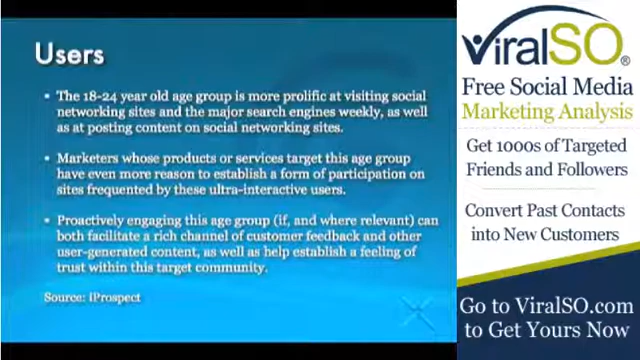 Users
The 18-24 year old age group is more prolific at visiting social
networking sites and the major search engines weekly, as well
as at posting content on social networking sites.
Marketers whose products or services target this age group
have even more reason to establish a form of participation on
sites frequented by these ultra-interactive users.
Proactively engaging this age group (if, and where relevant) can
both facilitate a rich channel of customer feedback and other
user-generated content, as well as help establish a feeling of
trust within this target community.
Source: iProspect
ViralSO®
Free Social Media
Marketing Analysis
Get 1000s of Targeted
Friends and Followers
Convert Past Contacts
into New Customers
Go to ViralSO.com
to Get Yours Now